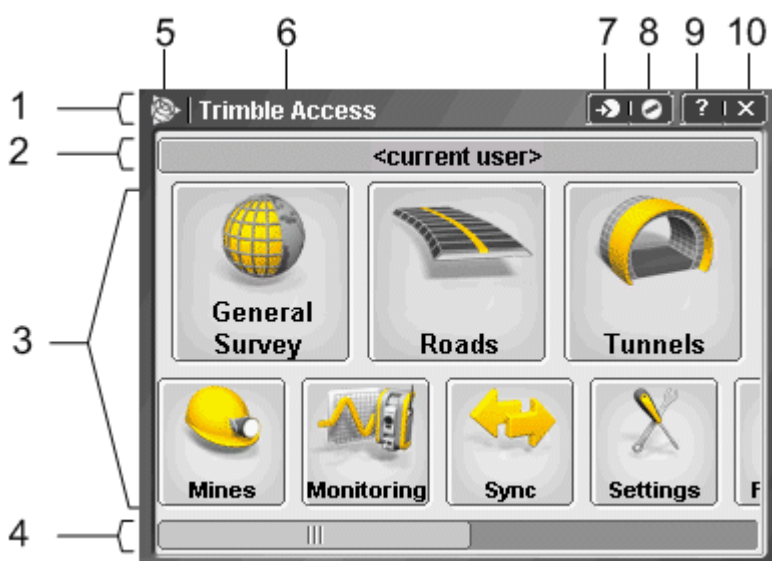 5 6 7 8 9 10
1 Trimble Access ? X
2 <current user>
3
General
Survey
Roads
Tunnels
Mines
Monitoring
Sync
Settings
F
4